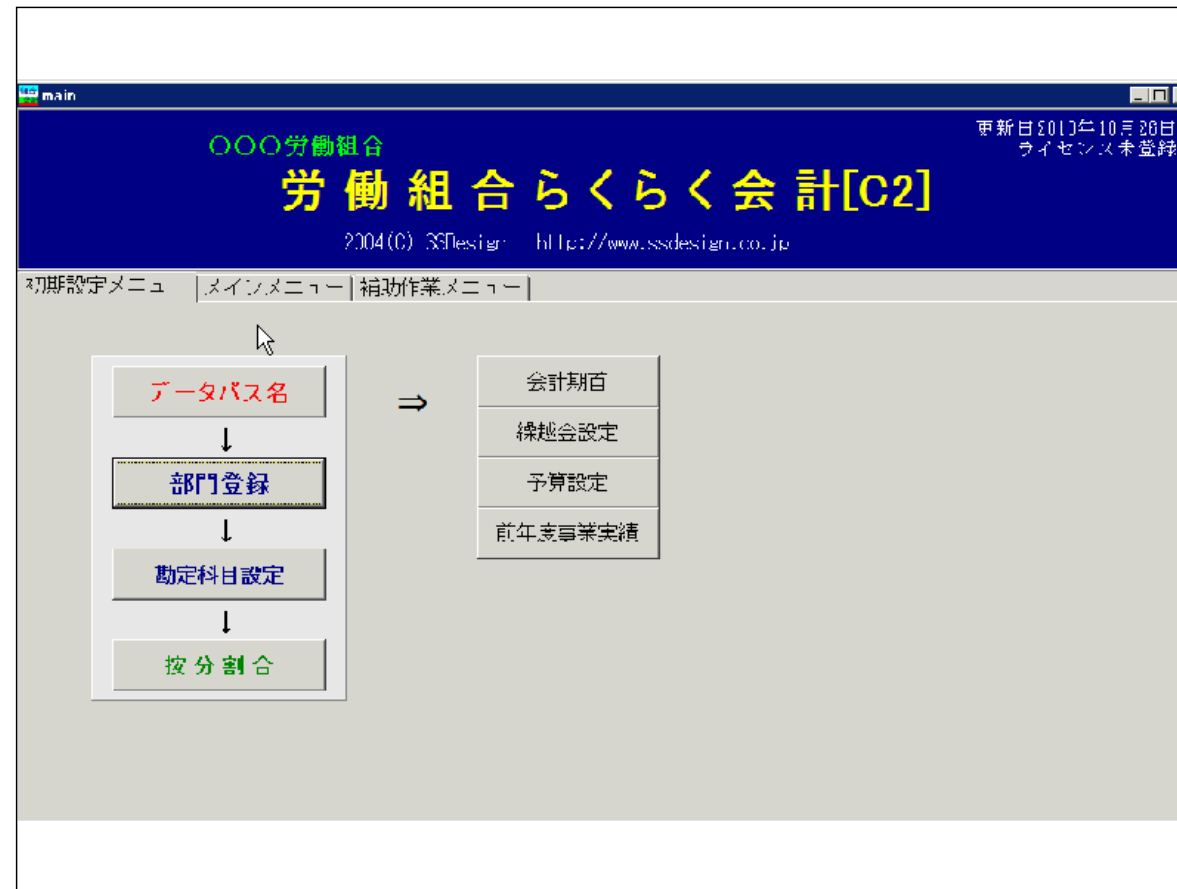 main
〇〇〇労働組合
更新日2010年10月28日
ライセンス未登録
労働組合らくらく会計[C2]
2004(C) SSDesign http://www.ssdesign.co.jp
初期設定メニュ
メインメニュー
補助作業メニュー
データパス名
⇒
会計期首
↓
繰越会設定
部門登録
予算設定
↓
前年度事業実績
勘定科目設定
↓
按分割合